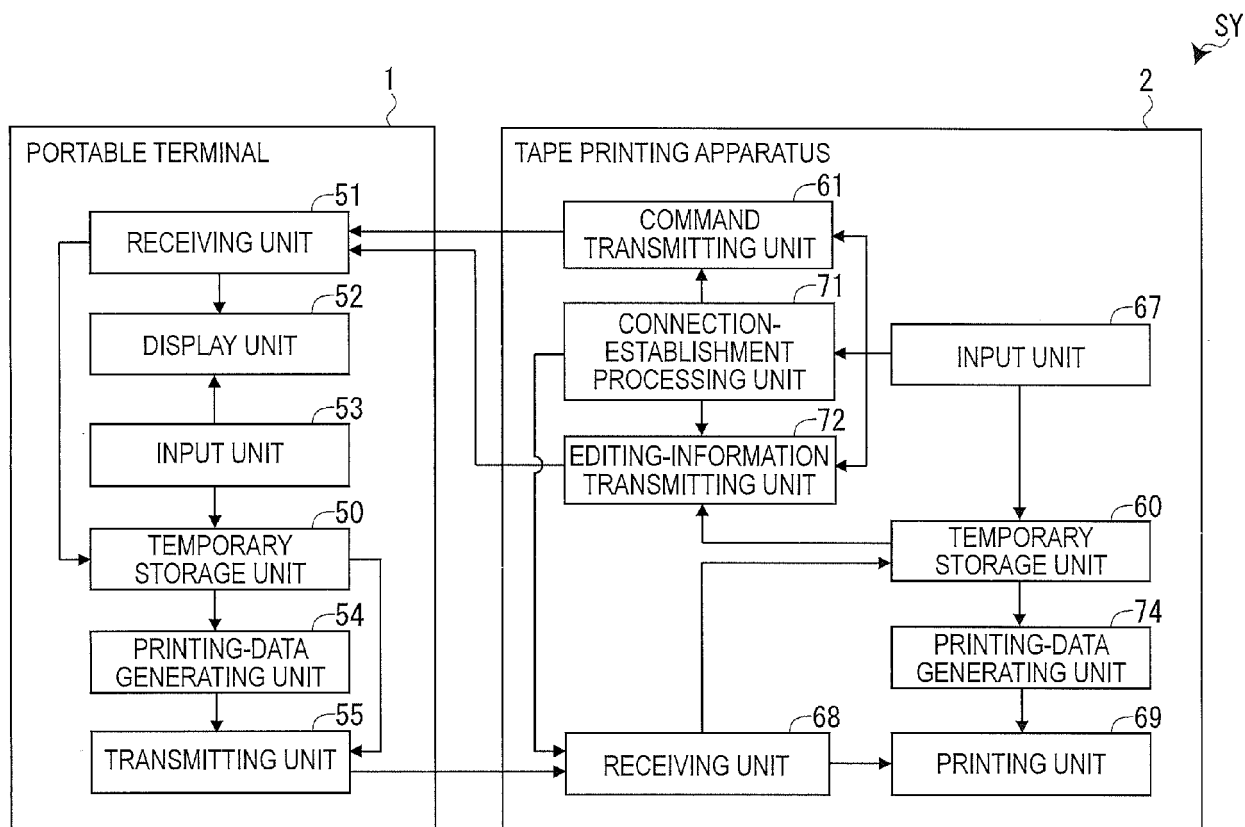 SY
1
PORTABLE TERMINAL
51
RECEIVING UNIT
52
DISPLAY UNIT
53
INPUT UNIT
50
TEMPORARY
STORAGE UNIT
54
PRINTING-DATA
GENERATING UNIT
55
TRANSMITTING UNIT
2
TAPE PRINTING APPARATUS
61
COMMAND
TRANSMITTING UNIT
71
CONNECTION-
ESTABLISHMENT
PROCESSING UNIT
67
INPUT UNIT
72
EDITING-INFORMATION
TRANSMITTING UNIT
60
TEMPORARY
STORAGE UNIT
74
PRINTING-DATA
GENERATING UNIT
68
RECEIVING UNIT
69
PRINTING UNIT